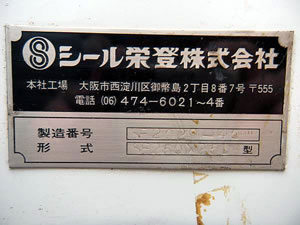 S シール栄登株式会社
本社工場 大阪市西淀川区御幣島2丁目8番7号 〒555
電話 (06) 474-6021~4番
製造番号
形式 型